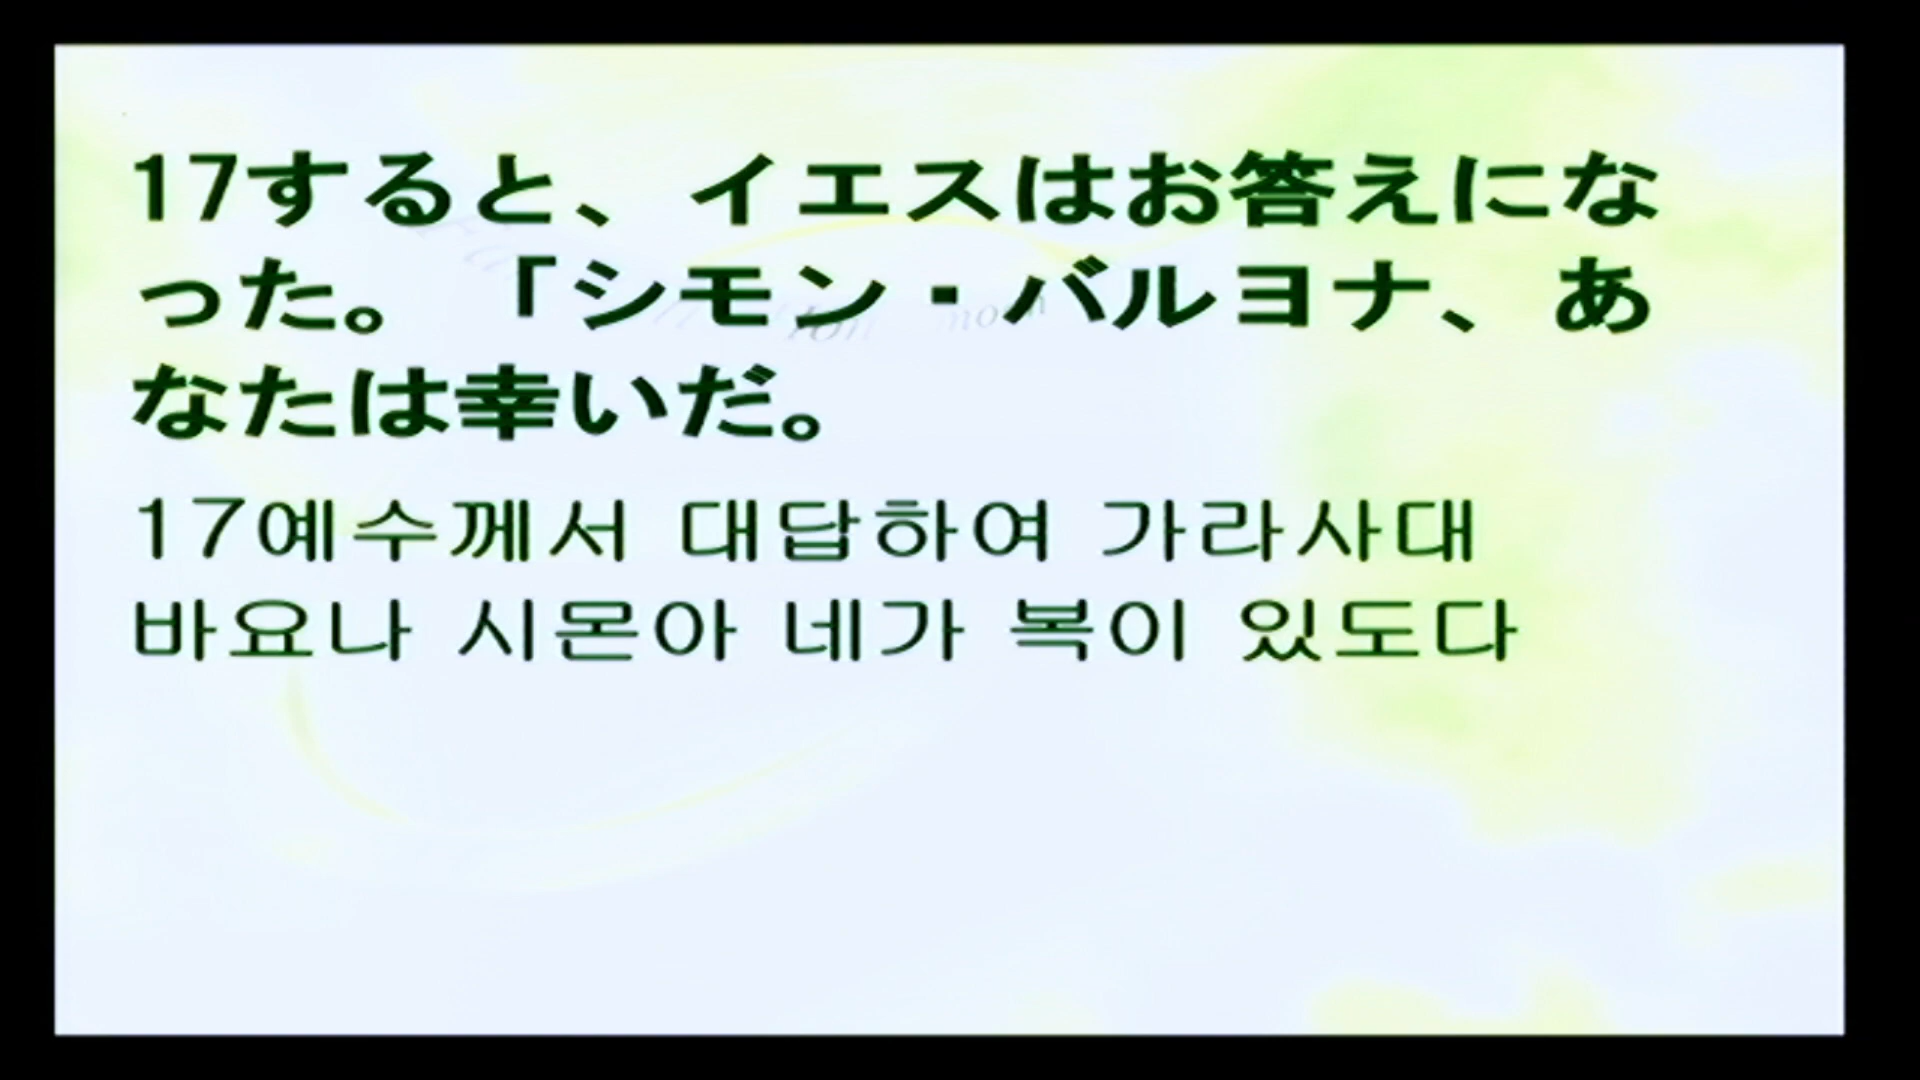 17すると、イエスはお答えにな
った。「シモン・バルヨナ、あ
なたは幸いだ。
17예수께서 대답하여 가라사대
바요나 시몬아 네가 복이 있도다